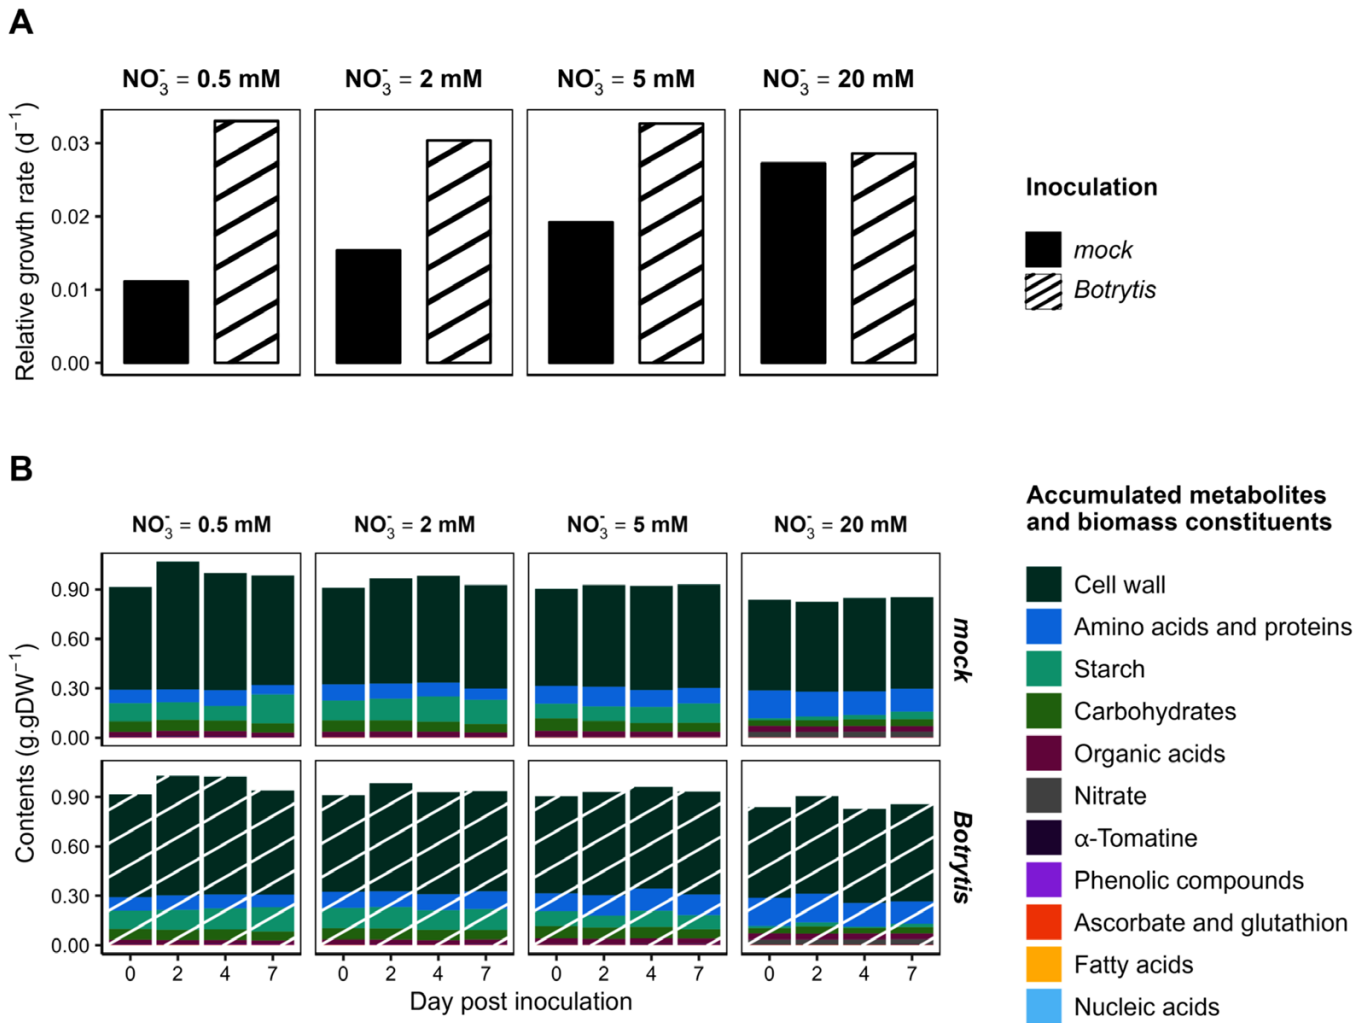 A
NO₃⁻ = 0.5 mM
NO₃⁻ = 2 mM
NO₃⁻ = 5 mM
NO₃⁻ = 20 mM
Relative growth rate (d⁻¹)
0.03
0.02
0.01
0.00
Inoculation
mock
Botrytis
B
NO₃⁻ = 0.5 mM
NO₃⁻ = 2 mM
NO₃⁻ = 5 mM
NO₃⁻ = 20 mM
Contents (g.gDW⁻¹)
0.90
0.60
0.30
0.00
mock
0.90
0.60
0.30
0.00
Botrytis
0 2 4 7
0 2 4 7
0 2 4 7
0 2 4 7
Day post inoculation
Accumulated metabolites
and biomass constituents
Cell wall
Amino acids and proteins
Starch
Carbohydrates
Organic acids
Nitrate
α-Tomatine
Phenolic compounds
Ascorbate and glutathion
Fatty acids
Nucleic acids